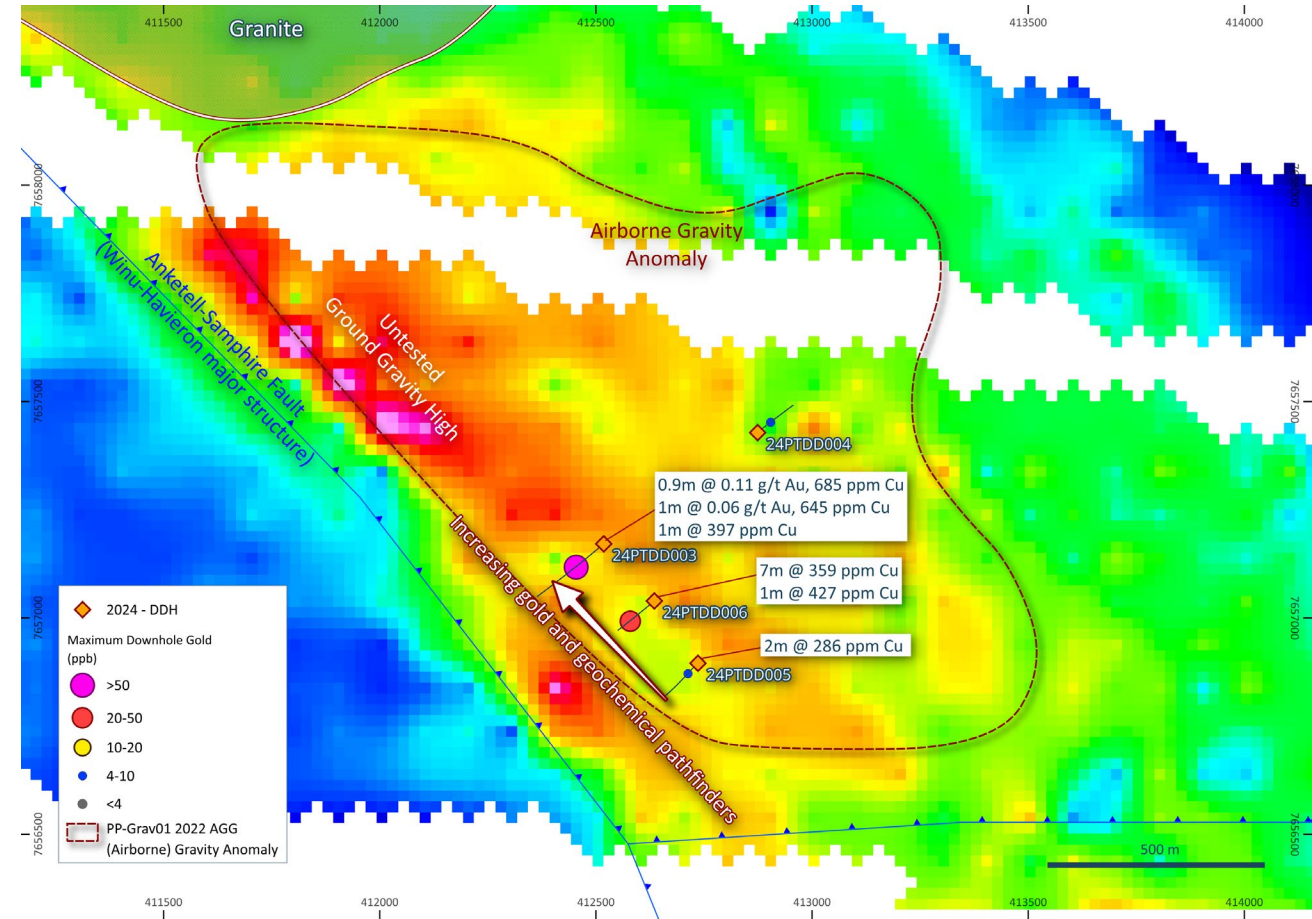 411500
412000
412500
413000
413500
414000
Granite
7658000
7658000
Airborne Gravity
Anomaly
Anketell-Samphire Fault
(Winu-Havieron major structure)
Untested
Ground Gravity High
7657500
7657500
24PTDD004
0.9m @ 0.11 g/t Au, 685 ppm Cu
1m @ 0.06 g/t Au, 645 ppm Cu
1m @ 397 ppm Cu
24PTDD003
7m @ 359 ppm Cu
1m @ 427 ppm Cu
24PTDD006
2m @ 286 ppm Cu
24PTDD005
Increasing gold and geochemical pathfinders
7657000
7657000
2024 - DDH
Maximum Downhole Gold
(ppb)
>50
20-50
10-20
4-10
<4
PP-Grav01 2022 AGG
(Airborne) Gravity Anomaly
7656500
7656500
500 m
411500
412000
412500
413000
413500
414000